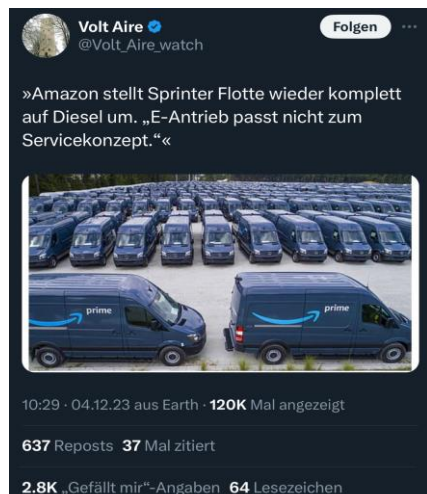 Volt Aire
Folgen
@Volt_Aire_watch
»Amazon stellt Sprinter Flotte wieder komplett
auf Diesel um. „E-Antrieb passt nicht zum
Servicekonzept.“«
prime
prime
10:29 · 04.12.23 aus Earth · 120K Mal angezeigt
637 Reposts 37 Mal zitiert
2.8K „Gefällt mir“-Angaben 64 Lesezeichen